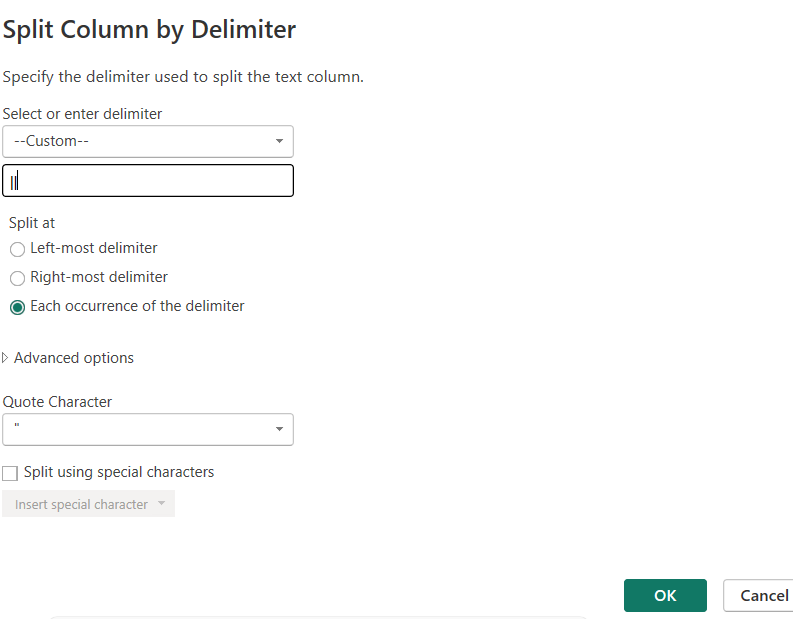 Split Column by Delimiter
Specify the delimiter used to split the text column.
Select or enter delimiter
--Custom--
||
Split at
Left-most delimiter
Right-most delimiter
Each occurrence of the delimiter
Advanced options
Quote Character
"
Split using special characters
Insert special character
OK Cancel